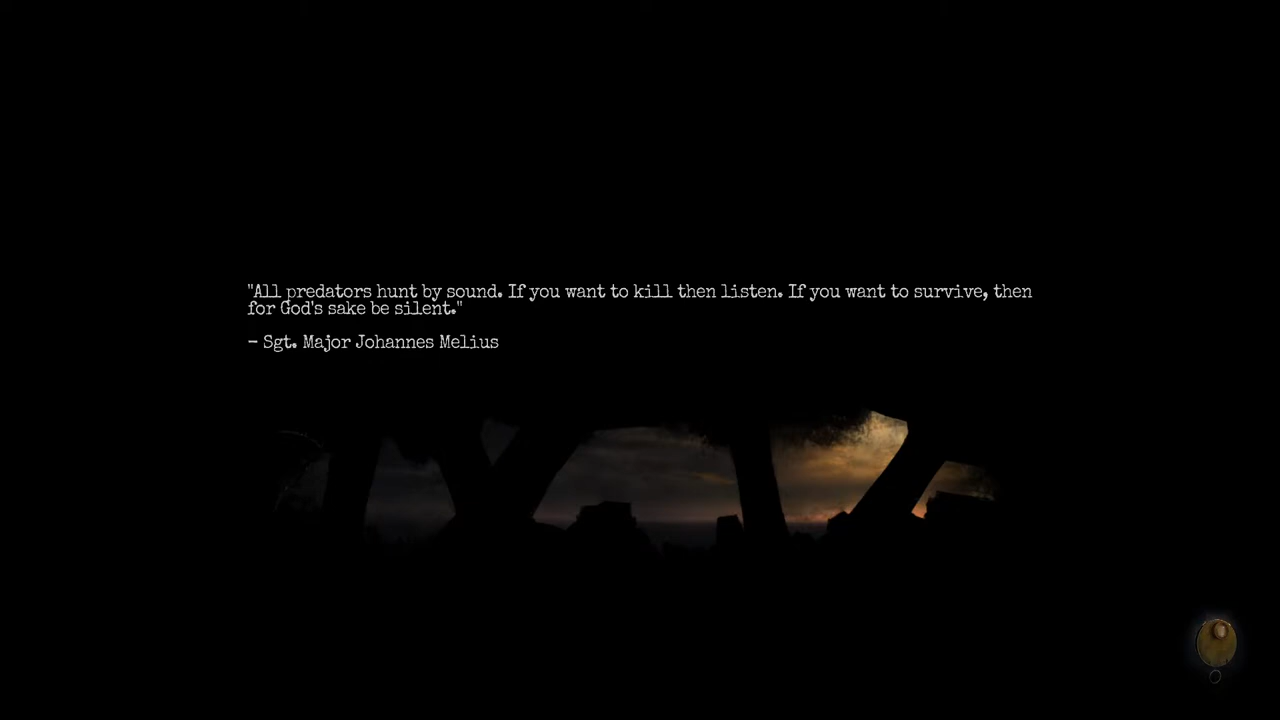 "All predators hunt by sound. If you want to kill then listen. If you want to survive, then
for God's sake be silent."
- Sgt. Major Johannes Melius